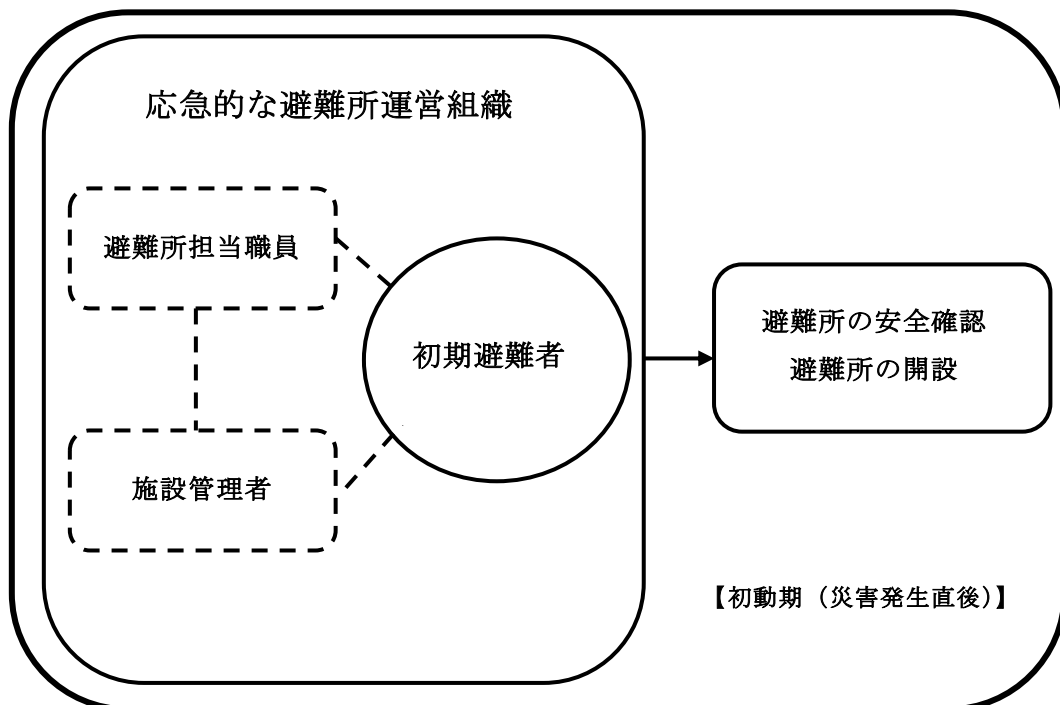 応急的な避難所運営組織
避難所担当職員
初期避難者
施設管理者
避難所の安全確認
避難所の開設
【初動期（災害発生直後）】